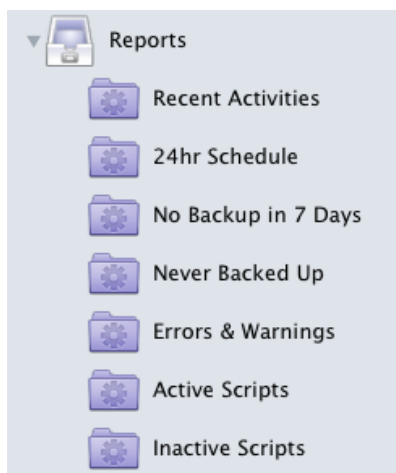 Reports
Recent Activities
24hr Schedule
No Backup in 7 Days
Never Backed Up
Errors & Warnings
Active Scripts
Inactive Scripts